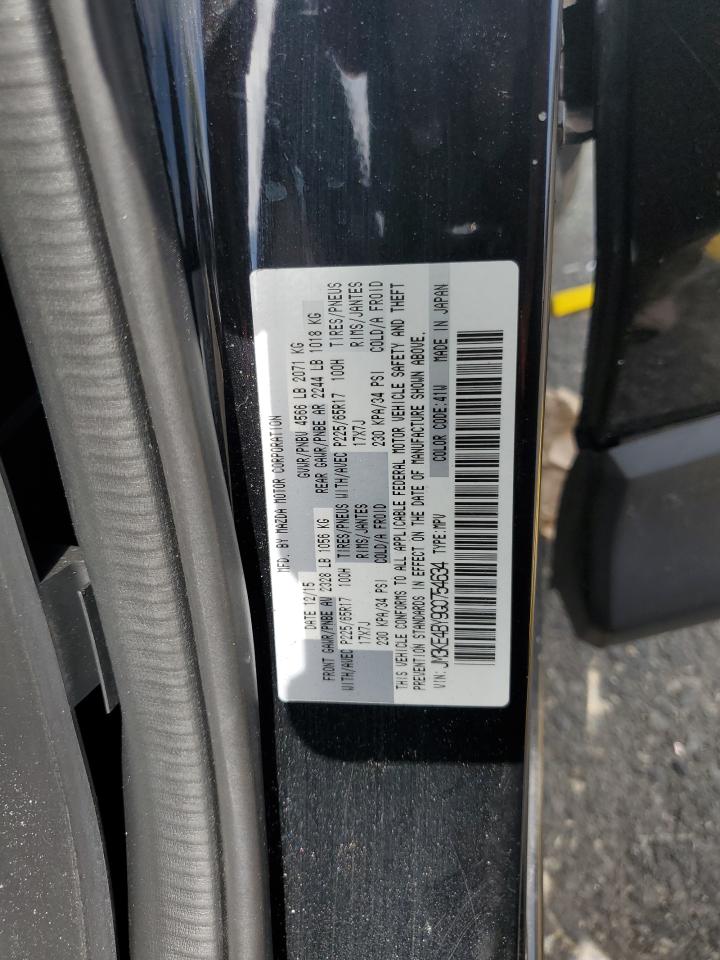 MFD. BY MAZDA MOTOR CORPORATION
DATE 12/15 GVWR/PNBV 4566 LB 2071 KG
FRONT GAWR/PNBE AV 2328 LB 1056 KG REAR GAWR/PNBE AR 2244 LB 1018 KG
WITH/AVEC P225/65R17 100H TIRES/PNEUS WITH/AVEC P225/65R17 100H TIRES/PNEUS
17X7J RIMS/JANTES 17X7J RIMS/JANTES
230 KPA/34 PSI COLD/A FROID 230 KPA/34 PSI COLD/A FROID
THIS VEHICLE CONFORMS TO ALL APPLICABLE FEDERAL MOTOR VEHICLE SAFETY AND THEFT
PREVENTION STANDARDS IN EFFECT ON THE DATE OF MANUFACTURE SHOWN ABOVE.
VIN: JM3KE4BY9G0754634 TYPE:MPV COLOR CODE:41W MADE IN JAPAN